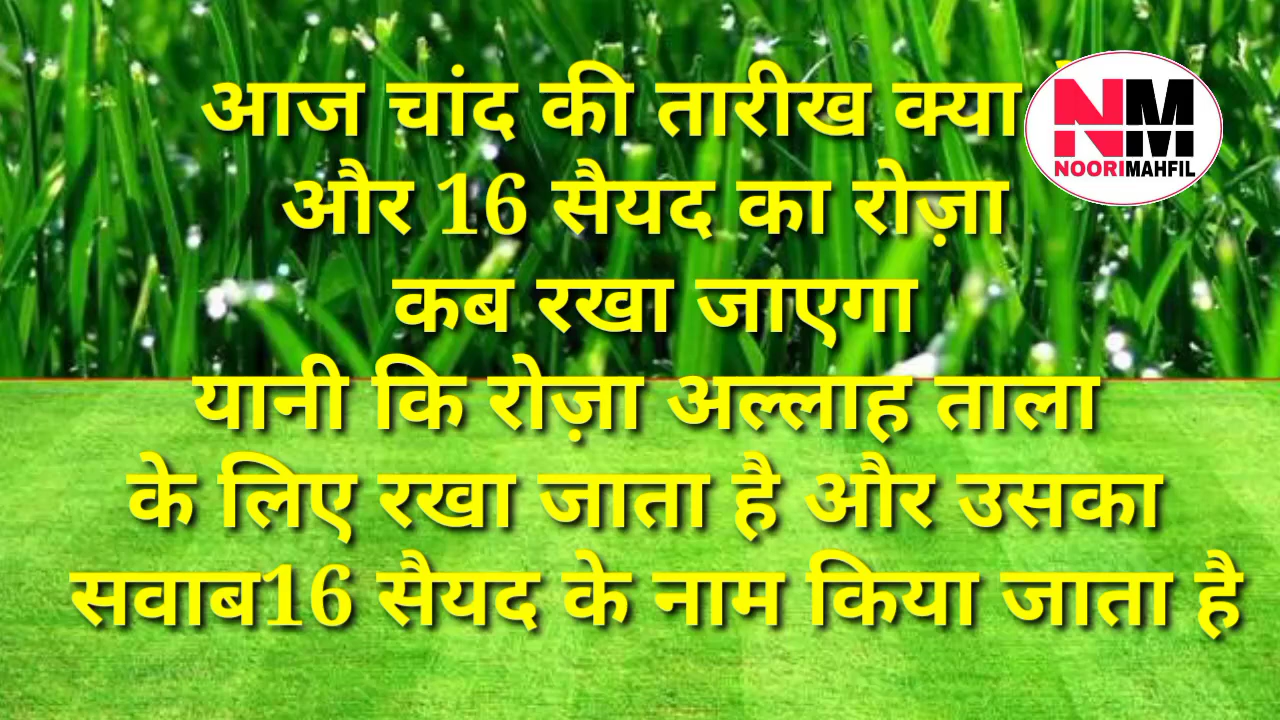 आज चांद की तारीख क्या
और 16 सैयद का रोज़ा
कब रखा जाएगा
यानी कि रोज़ा अल्लाह ताला
के लिए रखा जाता है और उसका
सवाब16 सैयद के नाम किया जाता है
NM
NOORIMAHFIL